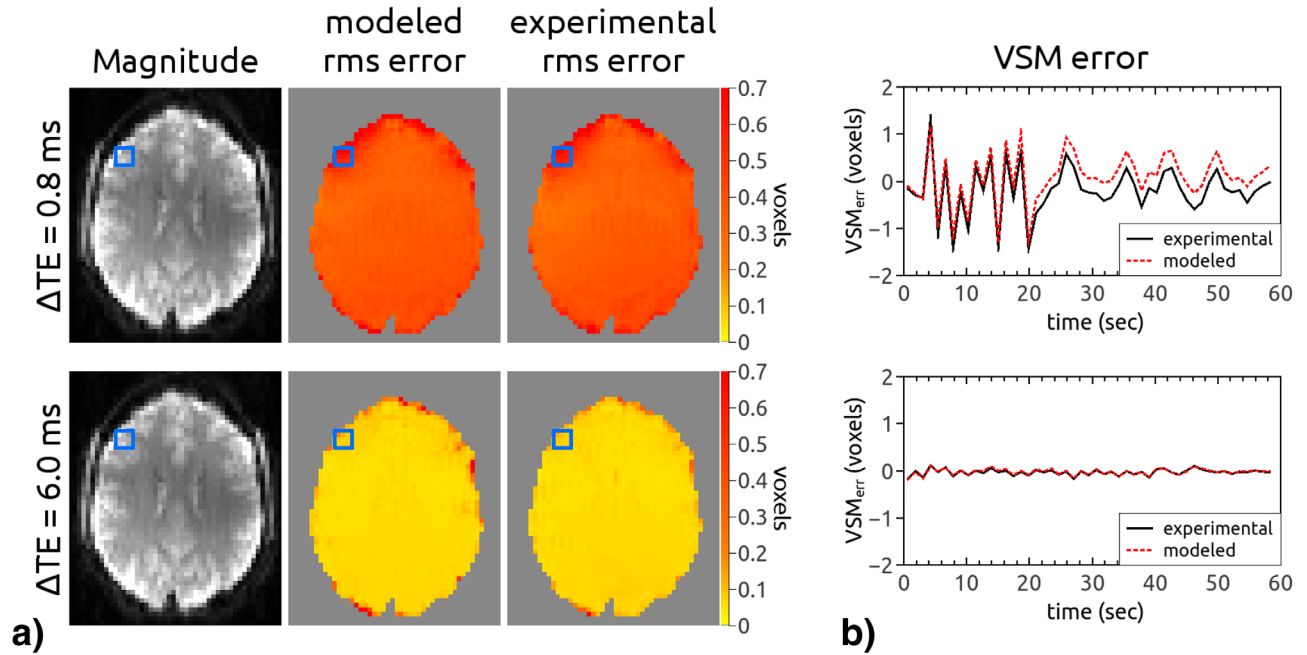 Magnitude
modeled
rms error
experimental
rms error
VSM error
ΔTE = 0.8 ms
0.7
0.6
0.5
0.4
0.3
0.2
0.1
0
voxels
VSMerr (voxels)
2
1
0
−1
−2
experimental
modeled
0 10 20 30 40 50 60
time (sec)
ΔTE = 6.0 ms
0.7
0.6
0.5
0.4
0.3
0.2
0.1
0
voxels
VSMerr (voxels)
2
1
0
−1
−2
experimental
modeled
0 10 20 30 40 50 60
time (sec)
a)
b)